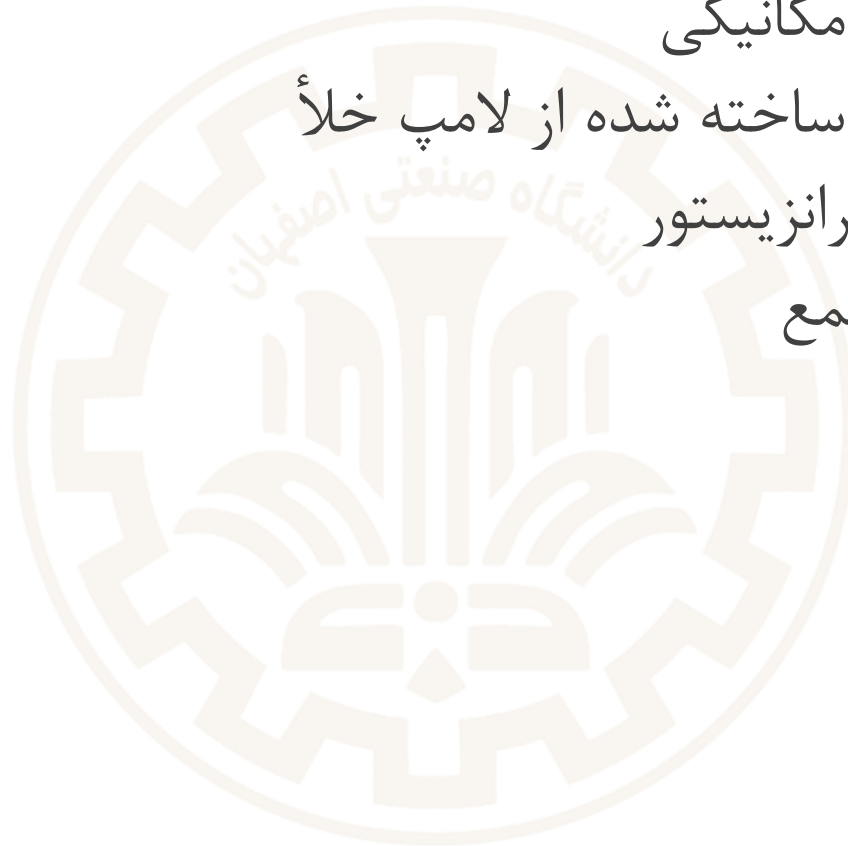 مکانیکی
ساخته شده از لامپ خلأ
رانزیستور
مع
دانشگاه صنعتی اصفهان